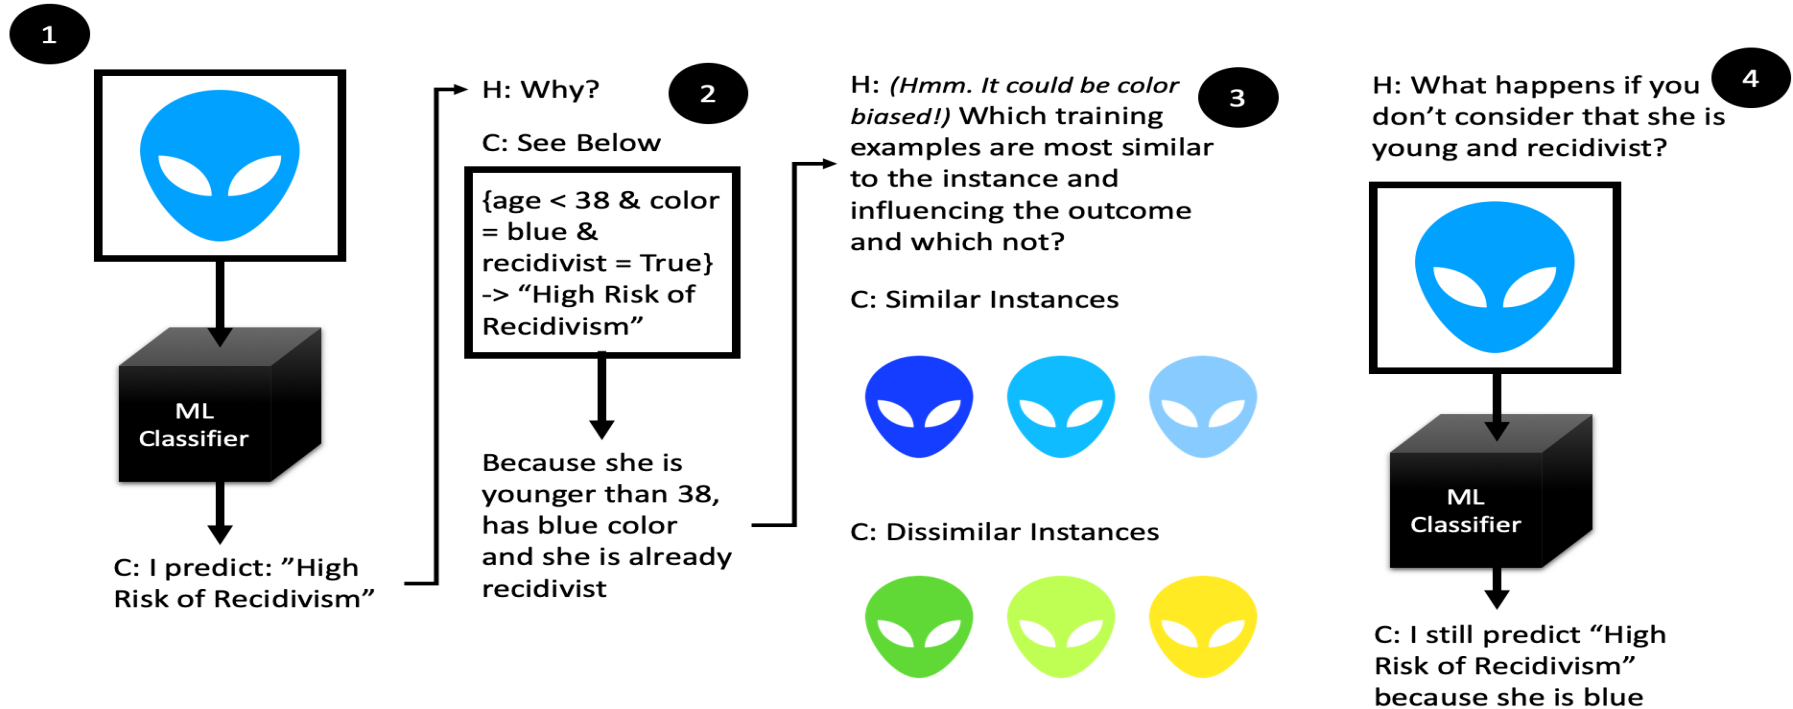 1
ML
Classifier
C: I predict: ”High
Risk of Recidivism”
2
H: Why?
C: See Below
{age < 38 & color
= blue &
recidivist = True}
-> “High Risk of
Recidivism”
Because she is
younger than 38,
has blue color
and she is already
recidivist
3
H: (Hmm. It could be color
biased!) Which training
examples are most similar
to the instance and
influencing the outcome
and which not?
C: Similar Instances
C: Dissimilar Instances
4
H: What happens if you
don’t consider that she is
young and recidivist?
ML
Classifier
C: I still predict “High
Risk of Recidivism”
because she is blue